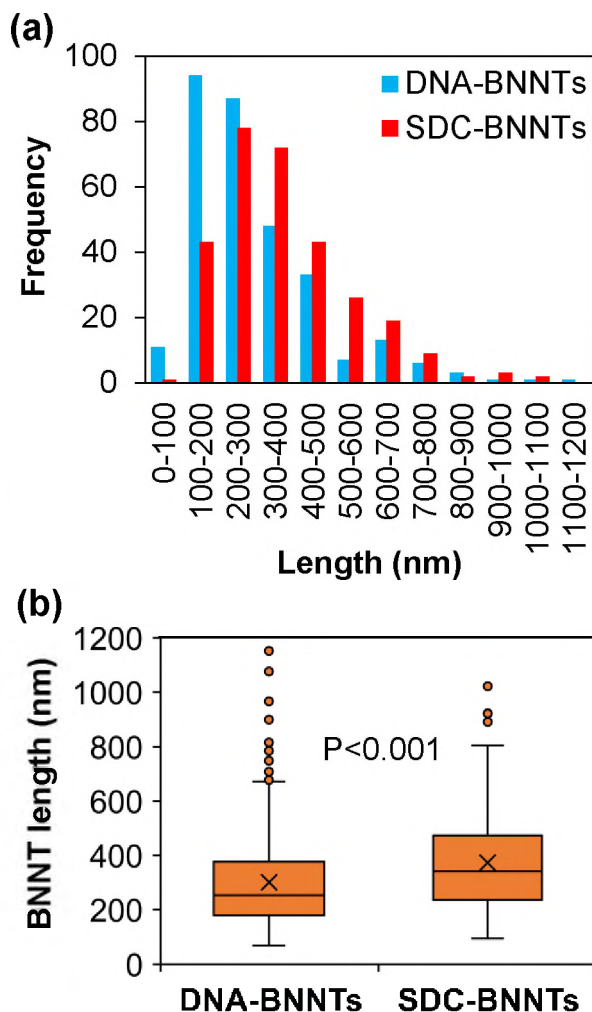 (a)
100
80
60
40
20
0
Frequency
DNA-BNNTs
SDC-BNNTs
0-100
100-200
200-300
300-400
400-500
500-600
600-700
700-800
800-900
900-1000
1000-1100
1100-1200
Length (nm)
(b)
1200
1000
800
600
400
200
0
BNNT length (nm)
P<0.001
DNA-BNNTs SDC-BNNTs